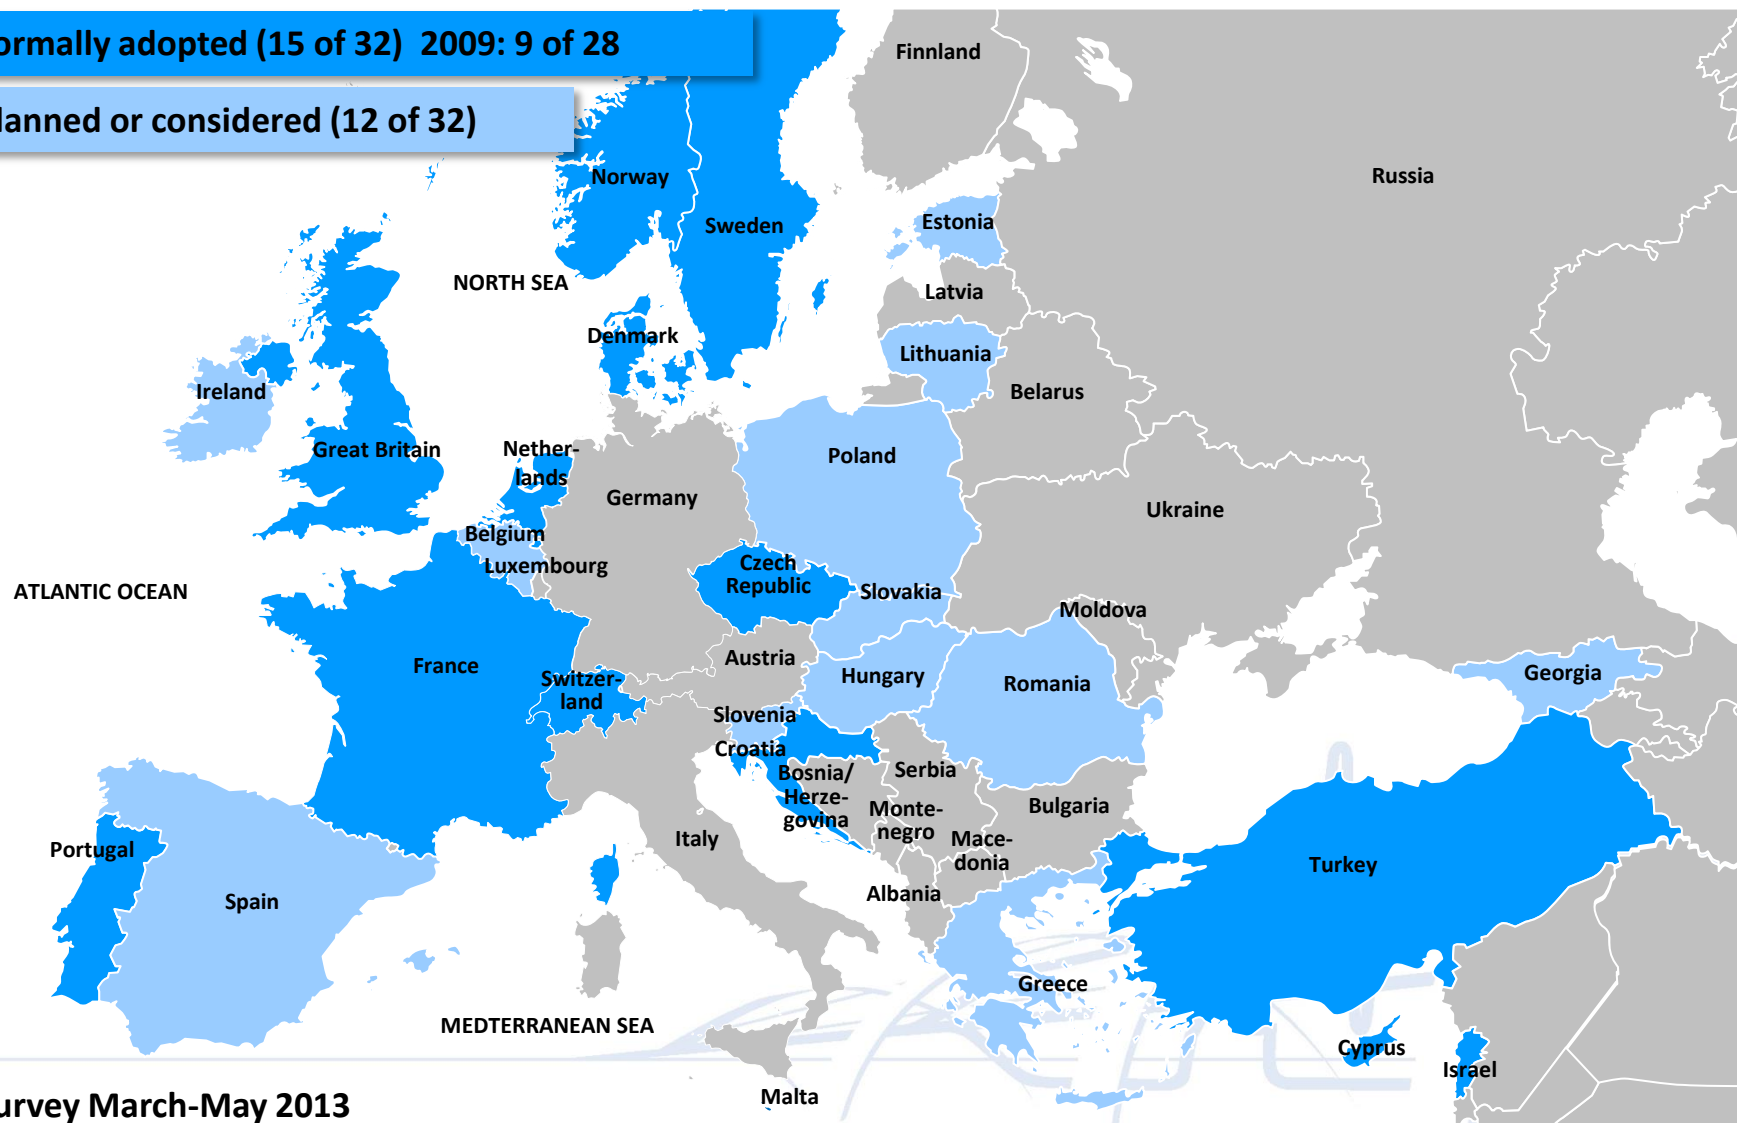 ormally adopted (15 of 32)  2009: 9 of 28
lanned or considered (12 of 32)
Finnland
Russia
Norway
Sweden
Estonia
NORTH SEA
Latvia
Denmark
Lithuania
Ireland
Belarus
Great Britain
Nether-
lands
Poland
Germany
Ukraine
Belgium
Luxembourg
Czech
Republic
ATLANTIC OCEAN
Slovakia
Moldova
France
Austria
Switzer-
land
Hungary
Romania
Georgia
Slovenia
Croatia
Bosnia/
Herze-
govina
Serbia
Monte-
negro
Bulgaria
Italy
Mace-
donia
Portugal
Turkey
Albania
Spain
Greece
MEDTERRANEAN SEA
Cyprus
Israel
Malta
urvey March-May 2013